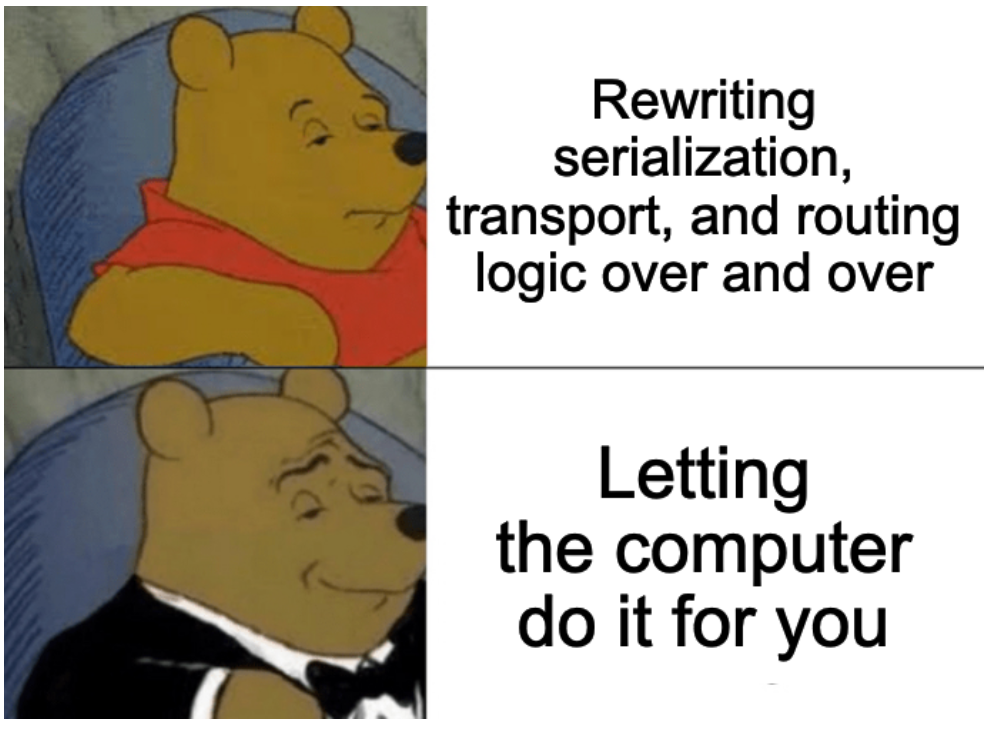 Rewriting
serialization,
transport, and routing
logic over and over
Letting
the computer
do it for you